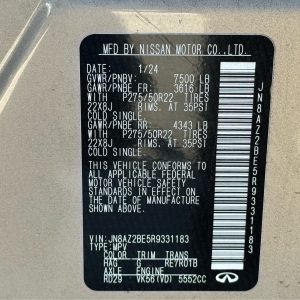 MFD BY NISSAN MOTOR CO.,LTD.
DATE: 1/24
GVWR/PNBV: 7500 LB
GAWR/PNBE FR: 3616 LB
WITH P275/50R22 TIRES
22X8J RIMS. AT 35PSI
COLD SINGLE
GAWR/PNBE RR: 4343 LB
WITH P275/50R22 TIRES
22X8J RIMS. AT 35PSI
COLD SINGLE
THIS VEHICLE CONFORMS
TO ALL APPLICABLE
FEDERAL MOTOR VEHICLE
SAFETY
STANDARDS IN EFFECT ON
THE DATE OF MANUFACTURE
SHOWN ABOVE.
VIN:JN8AZ2BE5R9331183
TYPE:MPV
COLOR TRIM TRANS
HAG G RE7R01B
AXLE ENGINE
RD29 VK56(VD) 5552CC
JN8AZ2BE5R9331183